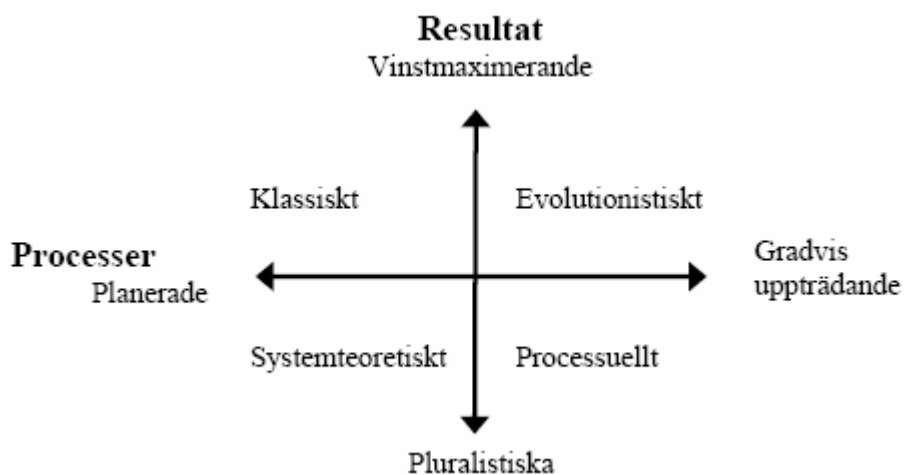 Resultat
Vinstmaximerande
Klassiskt
Evolutionistiskt
Processer
Planerade
Gradvis
uppträdande
Systemteoretiskt
Processuellt
Pluralistiska